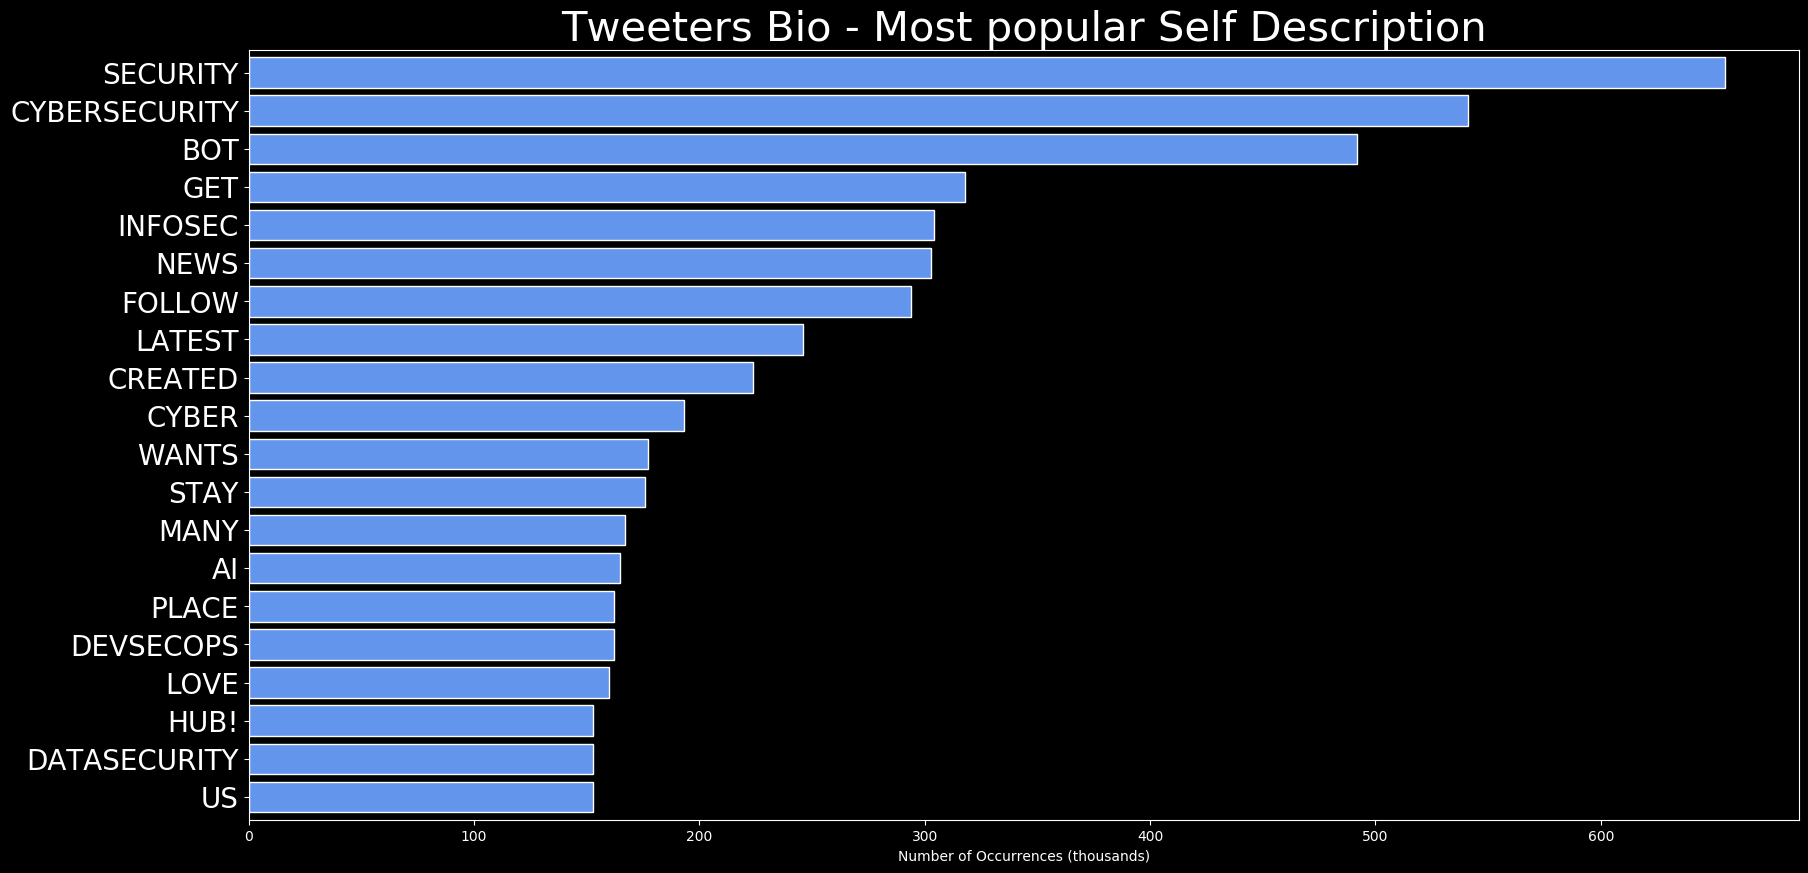 Tweeters Bio - Most popular Self Description
SECURITY
CYBERSECURITY
BOT
GET
INFOSEC
NEWS
FOLLOW
LATEST
CREATED
CYBER
WANTS
STAY
MANY
AI
PLACE
DEVSECOPS
LOVE
HUB!
DATASECURITY
US
0 100 200 300 400 500 600
Number of Occurrences (thousands)